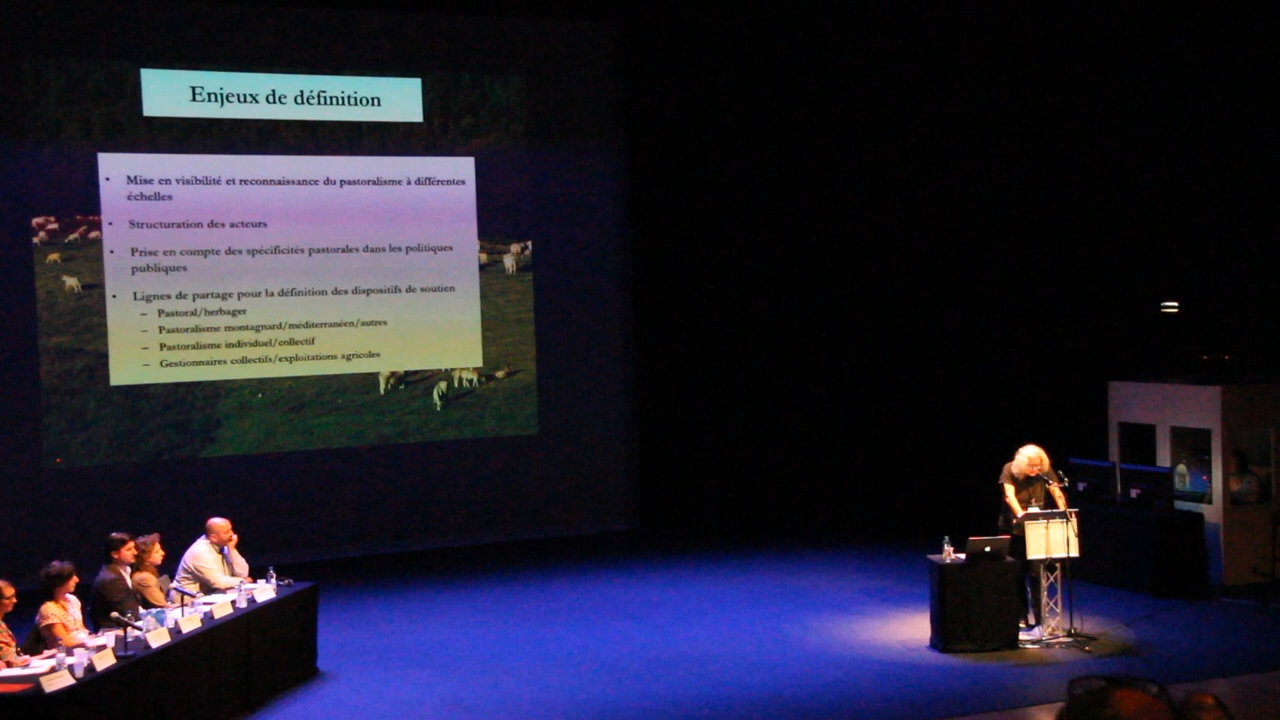 Enjeux de définition
• Mise en visibilité et reconnaissance du pastoralisme à différentes
échelles
• Structuration des acteurs
• Prise en compte des spécificités pastorales dans les politiques
publiques
• Lignes de partage pour la définition des dispositifs de soutien
– Pastoral/herbager
– Pastoralisme montagnard/méditerranéen/autres
– Pastoralisme individuel/collectif
– Gestionnaires collectifs/exploitations agricoles